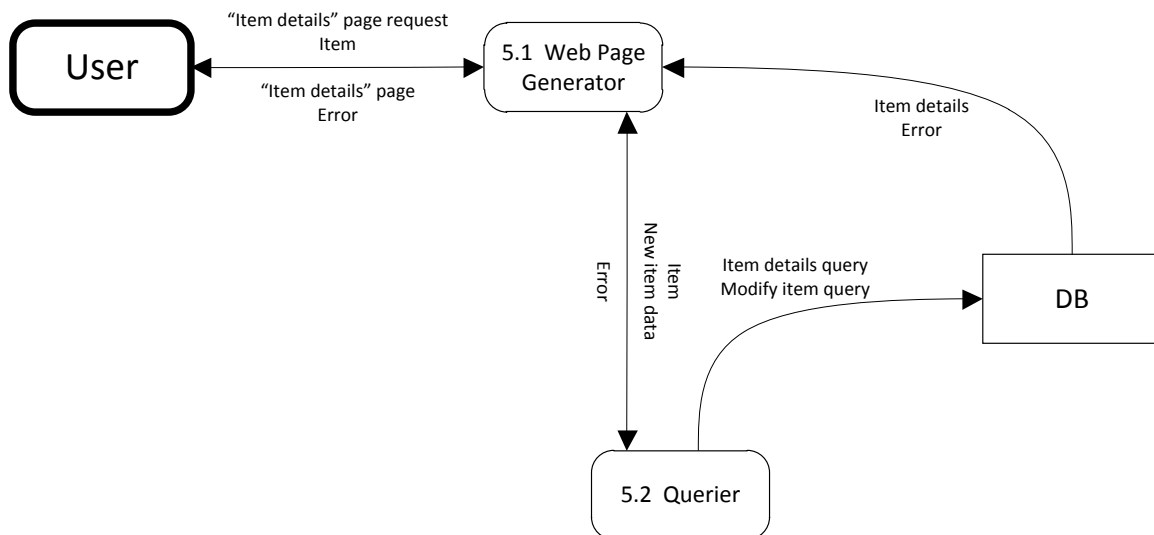 “Item details” page request
Item
User
“Item details” page
Error
5.1  Web Page
Generator
Item details
Error
Item
New item data
Error
Item details query
Modify item query
DB
5.2  Querier